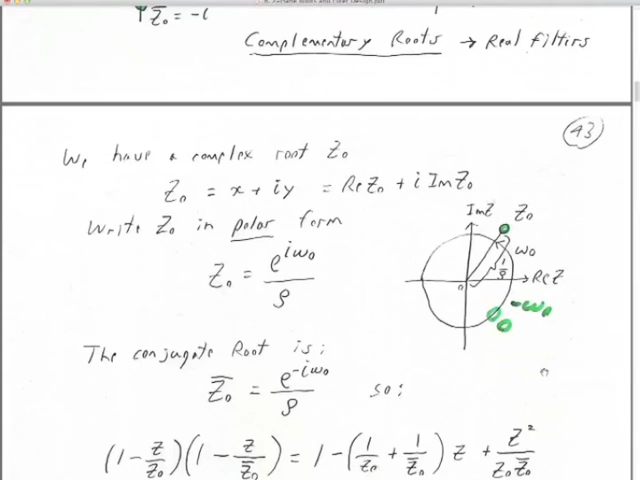 Z̄₀ = -i
Complementary Roots → Real filters
43
We have a complex root Z₀
Z₀ = x + iy = Re Z₀ + i Im Z₀
Write Z₀ in polar form
Z₀ = e^{iω₀}/ρ
Im Z
Z₀
ω₀
1/ρ
Re Z
0
-ω₀
The conjugate Root is:
Z̄₀ = e^{-iω₀}/ρ so:
(1 - Z/Z₀)(1 - Z/Z̄₀) = 1 - (1/Z₀ + 1/Z̄₀) Z + Z²/(Z₀Z̄₀)